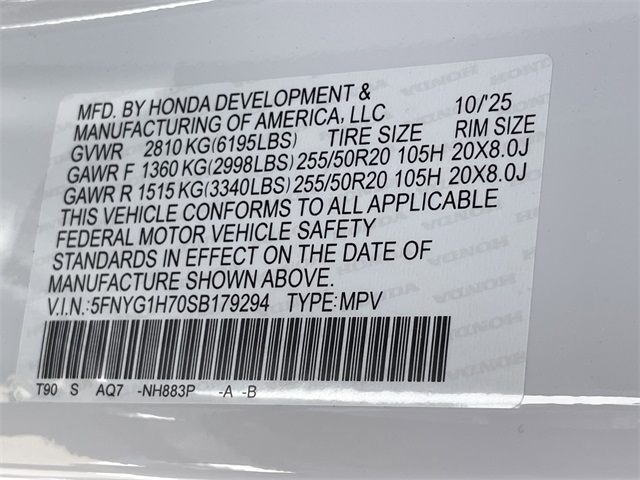 MFD. BY HONDA DEVELOPMENT & 10/'25
MANUFACTURING OF AMERICA, LLC
GVWR 2810 KG(6195LBS) TIRE SIZE RIM SIZE
GAWR F 1360 KG(2998LBS) 255/50R20 105H 20X8.0J
GAWR R 1515 KG(3340LBS) 255/50R20 105H 20X8.0J
THIS VEHICLE CONFORMS TO ALL APPLICABLE
FEDERAL MOTOR VEHICLE SAFETY
STANDARDS IN EFFECT ON THE DATE OF
MANUFACTURE SHOWN ABOVE.
V.I.N.:5FNYG1H70SB179294 TYPE:MPV
T90 S AQ7 -NH883P -A -B